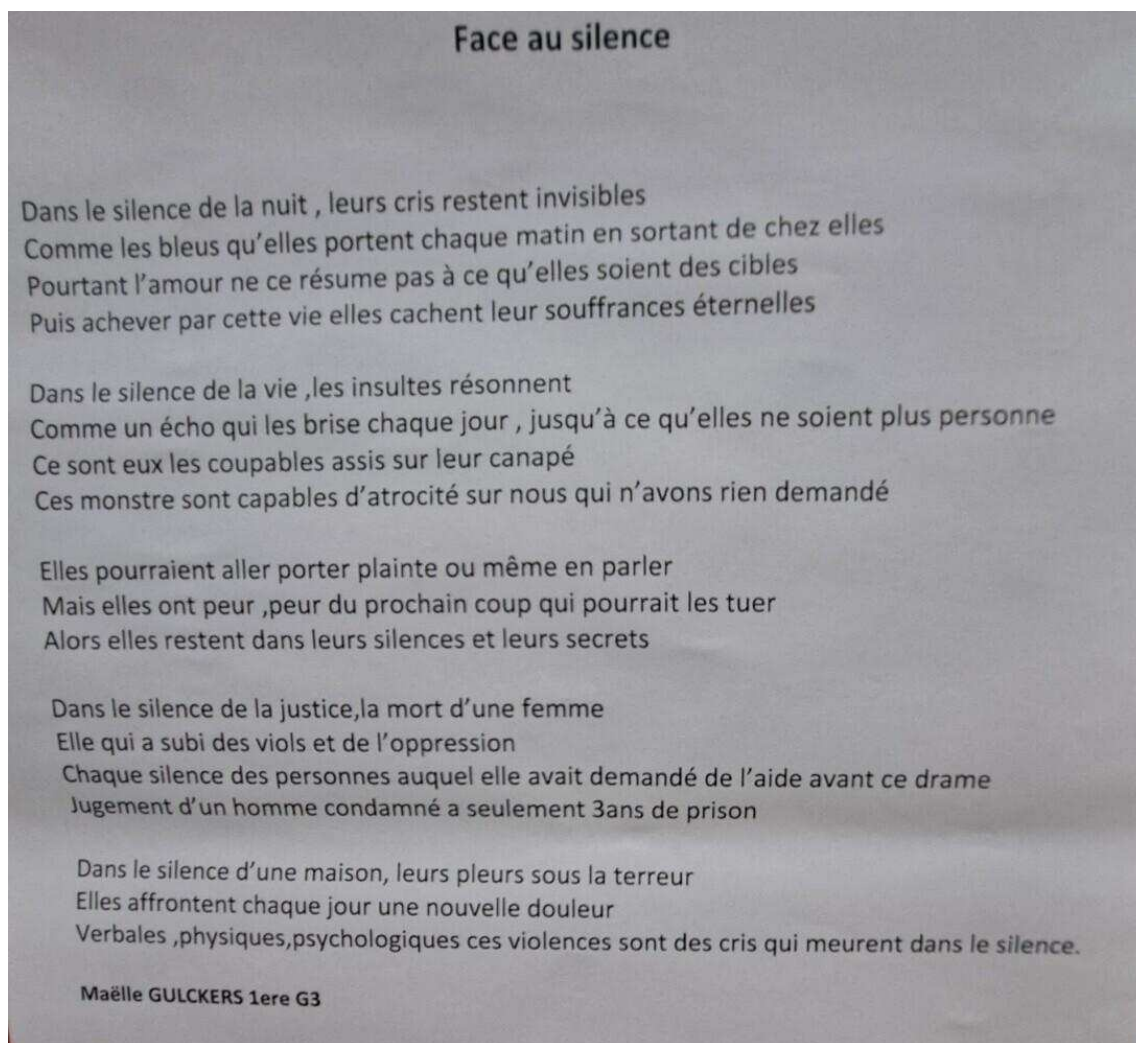 Face au silence
Dans le silence de la nuit , leurs cris restent invisibles
Comme les bleus qu'elles portent chaque matin en sortant de chez elles
Pourtant l'amour ne ce résume pas à ce qu'elles soient des cibles
Puis achever par cette vie elles cachent leur souffrances éternelles
Dans le silence de la vie ,les insultes résonnent
Comme un écho qui les brise chaque jour , jusqu'à ce qu'elles ne soient plus personne
Ce sont eux les coupables assis sur leur canapé
Ces monstre sont capables d'atrocité sur nous qui n'avons rien demandé
Elles pourraient aller porter plainte ou même en parler
Mais elles ont peur ,peur du prochain coup qui pourrait les tuer
Alors elles restent dans leurs silences et leurs secrets
Dans le silence de la justice,la mort d'une femme
Elle qui a subi des viols et de l'oppression
Chaque silence des personnes auquel elle avait demandé de l'aide avant ce drame
Jugement d'un homme condamné a seulement 3ans de prison
Dans le silence d'une maison, leurs pleurs sous la terreur
Elles affrontent chaque jour une nouvelle douleur
Verbales ,physiques,psychologiques ces violences sont des cris qui meurent dans le silence.
Maëlle GULCKERS 1ere G3